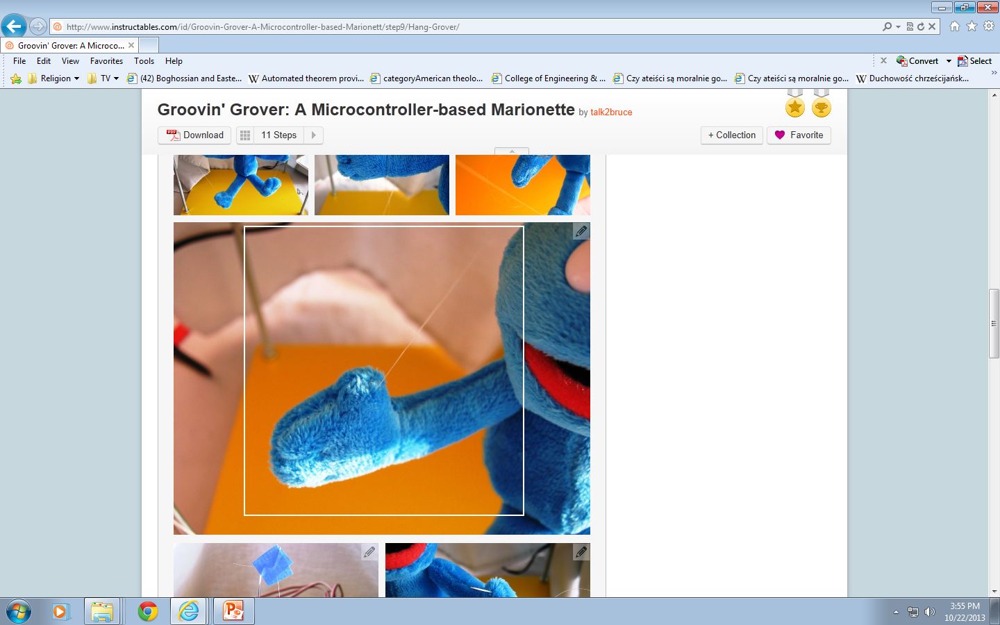 http://www.instructables.com/id/Groovin-Grover-A-Microcontroller-based-Marionett/step9/Hang-Grover/
Groovin' Grover: A Microco...
File Edit View Favorites Tools Help
Convert Select
Religion TV (42) Boghossian and Easte... Automated theorem provi... categoryAmerican theolo... College of Engineering & ... Czy ateiści są moralnie go... Czy ateiści są moralnie go... Duchowość chrześcijańsk...
Groovin' Grover: A Microcontroller-based Marionette by talk2bruce
PDF Download 11 Steps + Collection Favorite
3:55 PM
10/22/2013